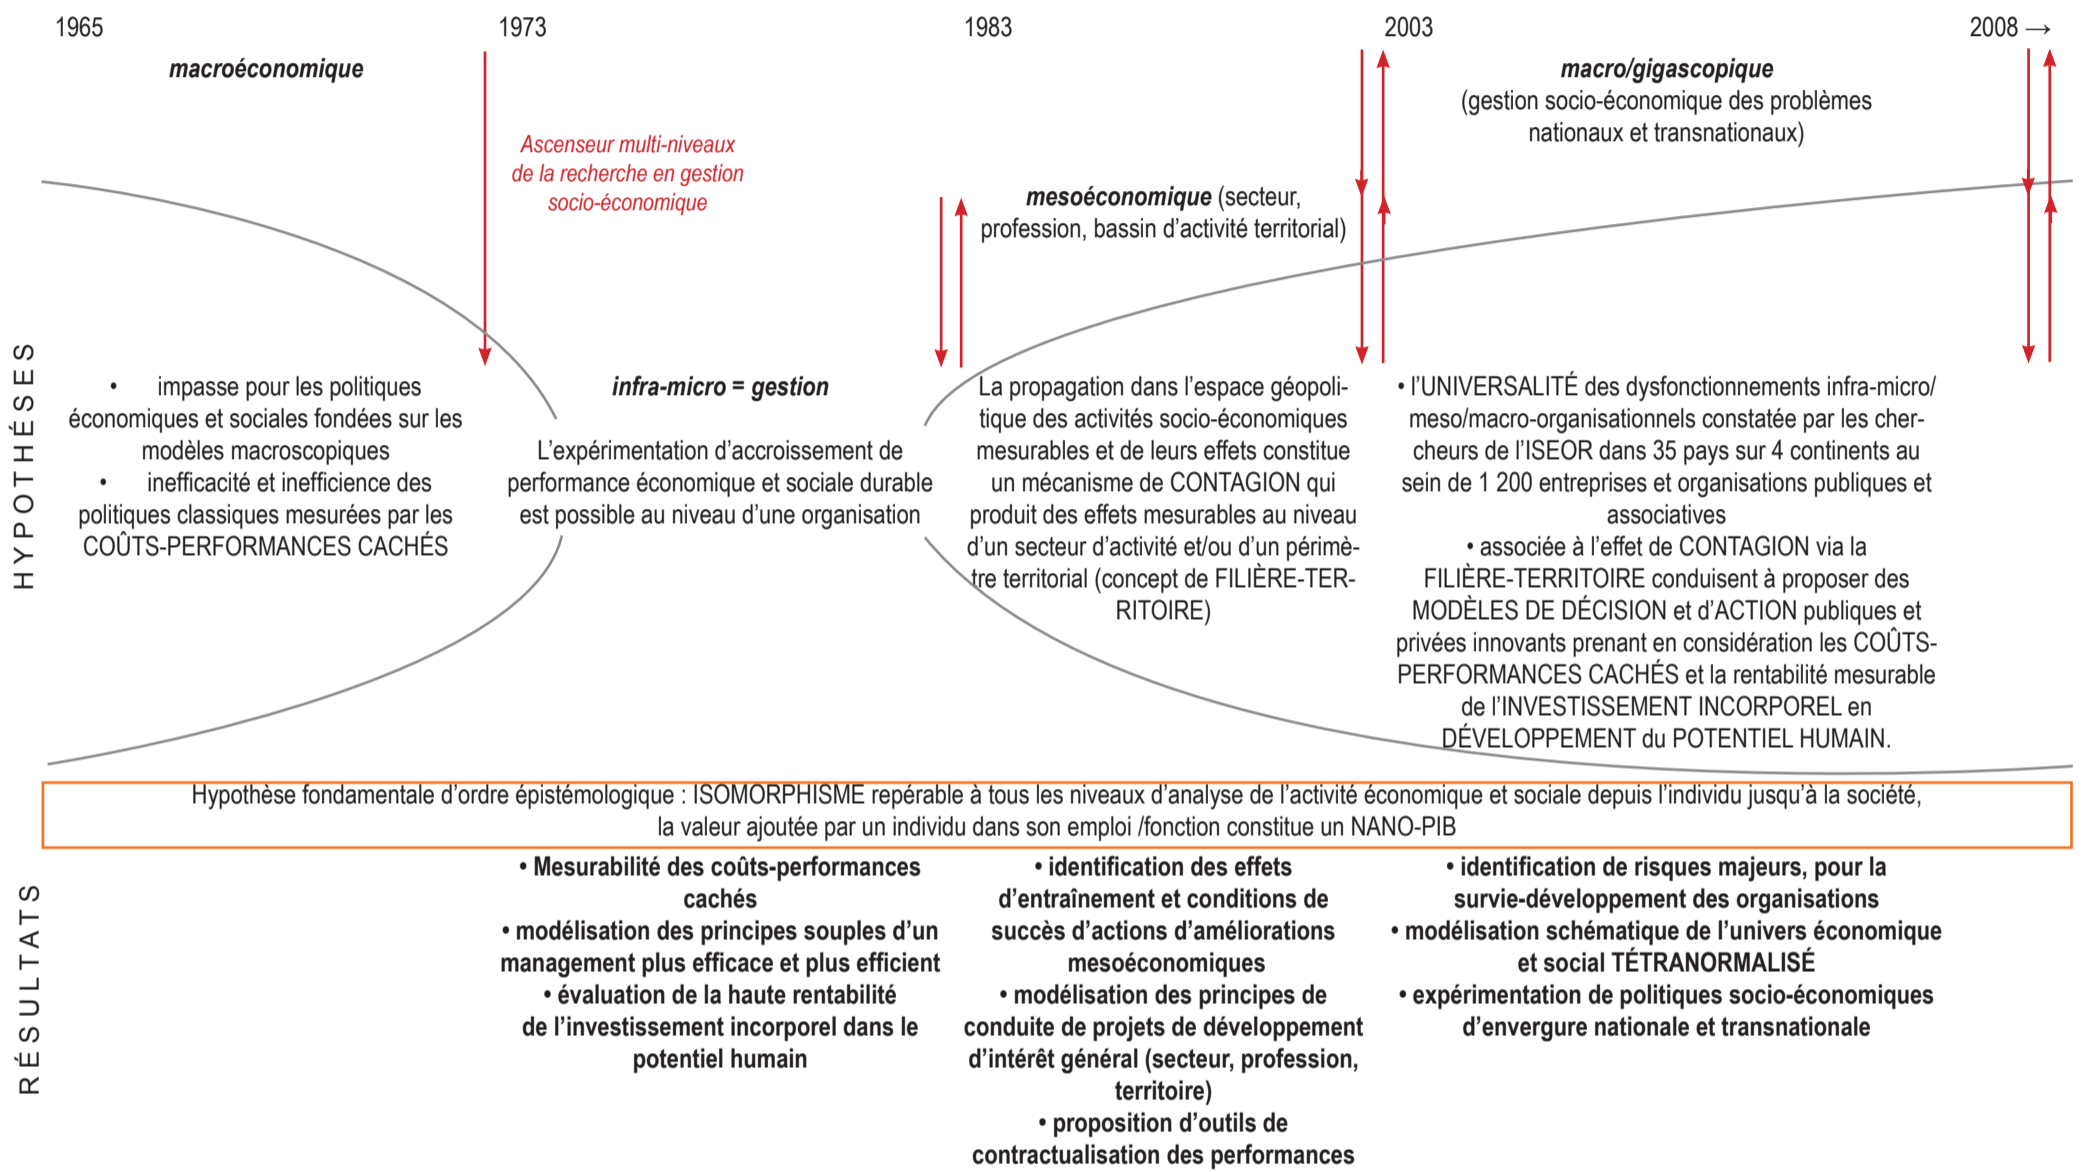 1965
1973
1983
2003
2008 →
macroéconomique
Ascenseur multi-niveaux
de la recherche en gestion
socio-économique
mesoéconomique (secteur,
profession, bassin d'activité territorial)
macro/gigascopique
(gestion socio-économique des problèmes
nationaux et transnationaux)
HYPOTHÉSES
• impasse pour les politiques
économiques et sociales fondées sur les
modèles macroscopiques
• inefficacité et inefficience des
politiques classiques mesurées par les
COÛTS-PERFORMANCES CACHÉS
infra-micro = gestion
L'expérimentation d'accroissement de
performance économique et sociale durable
est possible au niveau d'une organisation
La propagation dans l'espace géopoli-
tique des activités socio-économiques
mesurables et de leurs effets constitue
un mécanisme de CONTAGION qui
produit des effets mesurables au niveau
d'un secteur d'activité et/ou d'un périmè-
tre territorial (concept de FILIÈRE-TER-
RITOIRE)
• l'UNIVERSALITÉ des dysfonctionnements infra-micro/
meso/macro-organisationnels constatée par les cher-
cheurs de l'ISEOR dans 35 pays sur 4 continents au
sein de 1 200 entreprises et organisations publiques et
associatives
• associée à l'effet de CONTAGION via la
FILIÈRE-TERRITOIRE conduisent à proposer des
MODÈLES DE DÉCISION et d'ACTION publiques et
privées innovants prenant en considération les COÛTS-
PERFORMANCES CACHÉS et la rentabilité mesurable
de l'INVESTISSEMENT INCORPOREL en
DÉVELOPPEMENT du POTENTIEL HUMAIN.
Hypothèse fondamentale d'ordre épistémologique : ISOMORPHISME repérable à tous les niveaux d'analyse de l'activité économique et sociale depuis l'individu jusqu'à la société,
la valeur ajoutée par un individu dans son emploi /fonction constitue un NANO-PIB
RÉSULTATS
• Mesurabilité des coûts-performances
cachés
• modélisation des principes souples d'un
management plus efficace et plus efficient
• évaluation de la haute rentabilité
de l'investissement incorporel dans le
potentiel humain
• identification des effets
d'entraînement et conditions de
succès d'actions d'améliorations
mesoéconomiques
• modélisation des principes de
conduite de projets de développement
d'intérêt général (secteur, profession,
territoire)
• proposition d'outils de
contractualisation des performances
• identification de risques majeurs, pour la
survie-développement des organisations
• modélisation schématique de l'univers économique
et social TÉTRANORMALISÉ
• expérimentation de politiques socio-économiques
d'envergure nationale et transnationale